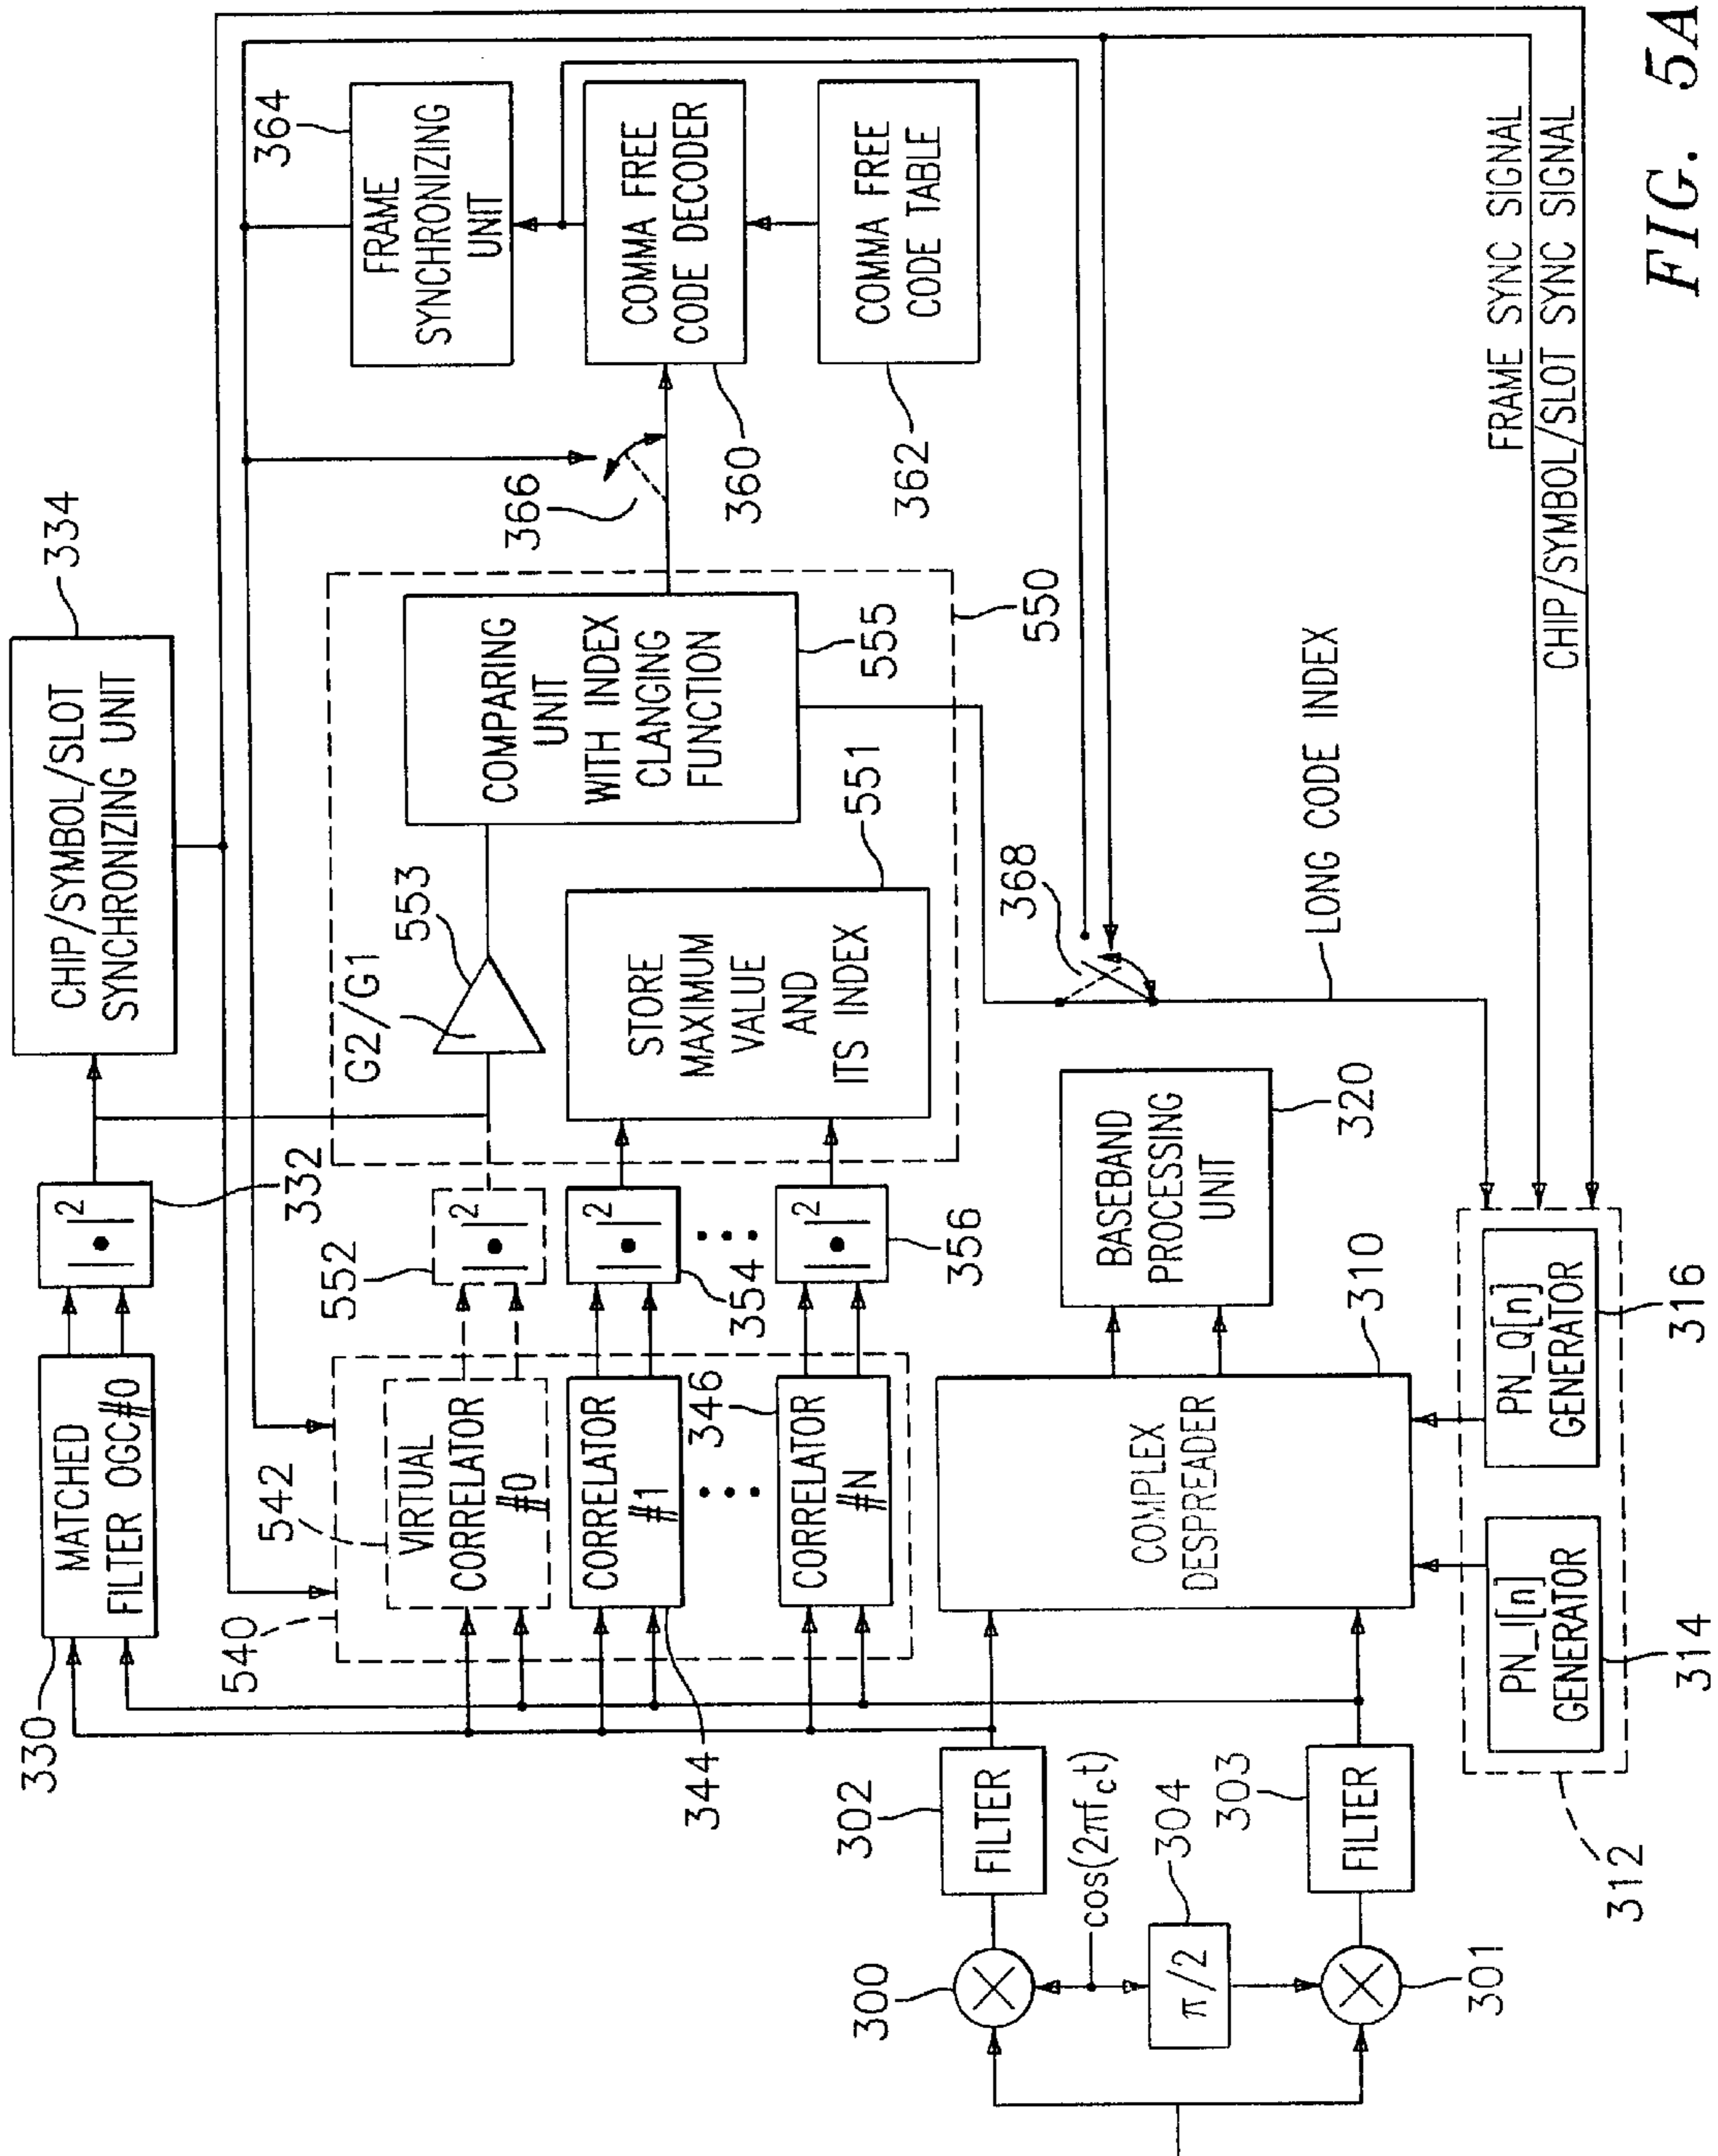 334
CHIP/SYMBOL/SLOT
SYNCHRONIZING UNIT
364
FRAME
SYNCHRONIZING
UNIT
330
MATCHED
FILTER OGC#0
| • |²
332
366
COMMA FREE
CODE DECODER
360
COMMA FREE
CODE TABLE
362
540
542
VIRTUAL
CORRELATOR
#0
552
| • |²
G2/G1
553
COMPARING
UNIT
WITH INDEX
CLANGING
FUNCTION
555
550
344
CORRELATOR
#1
| • |²
354
STORE
MAXIMUM
VALUE
AND
ITS INDEX
551
346
CORRELATOR
#N
| • |²
356
368
LONG CODE INDEX
300
302
FILTER
cos(2πf_c t)
304
π/2
301
303
FILTER
COMPLEX
DESPREADER
310
BASEBAND
PROCESSING
UNIT
320
312
PN_I[n]
GENERATOR
314
PN_Q[n]
GENERATOR
316
FRAME SYNC SIGNAL
CHIP/SYMBOL/SLOT SYNC SIGNAL
FIG. 5A